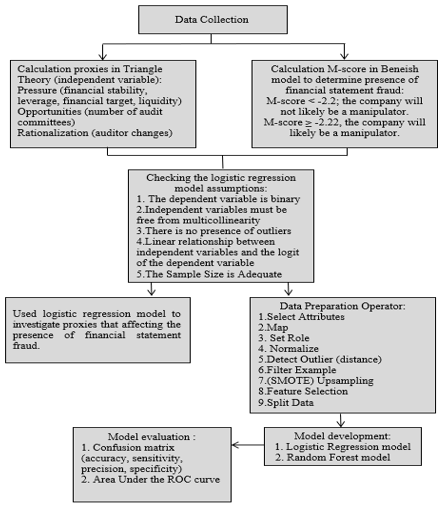 Data Collection
Calculation proxies in Triangle
Theory (independent variable):
Pressure (financial stability,
leverage, financial target, liquidity)
Opportunities (number of audit
committees)
Rationalization (auditor changes)
Calculation M-score in Beneish
model to determine presence of
financial statement fraud:
M-score < -2.2; the company will
not likely be a manipulator.
M-score ≥ -2.22, the company will
likely be a manipulator.
Checking the logistic regression
model assumptions:
1. The dependent variable is binary
2.Independent variables must be
free from multicollinearity
3.There is no presence of outliers
4.Linear relationship between
independent variables and the logit
of the dependent variable
5.The Sample Size is Adequate
Used logistic regression model to
investigate proxies that affecting the
presence of financial statement
fraud.
Data Preparation Operator:
1.Select Attributes
2.Map
3. Set Role
4. Normalize
5.Detect Outlier (distance)
6.Filter Example
7.(SMOTE) Upsampling
8.Feature Selection
9.Split Data
Model evaluation :
1. Confusion matrix
(accuracy, sensitivity,
precision, specificity)
2. Area Under the ROC curve
Model development:
1. Logistic Regression model
2. Random Forest model